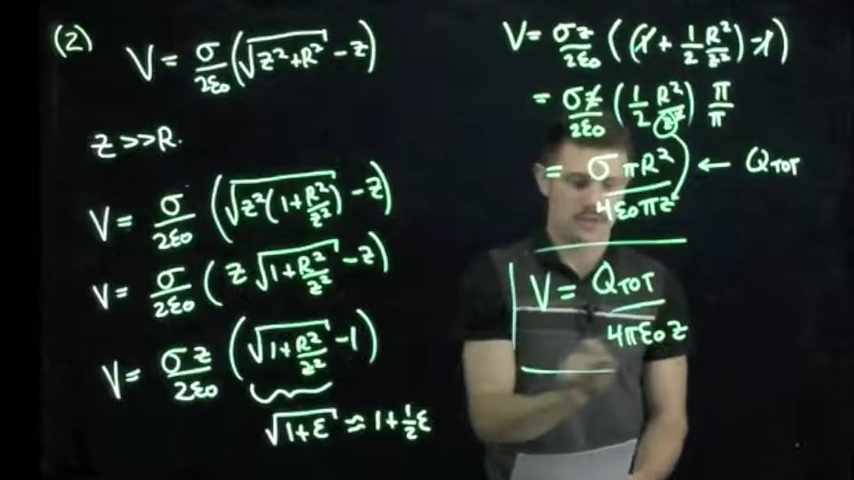 (2) V = σ/2ε₀ (√(z²+R²) - z)
z >> R.
V = σ/2ε₀ (√(z²(1+R²/z²)) - z)
V = σ/2ε₀ (z √(1+R²/z²) - z)
V = σz/2ε₀ (√(1+R²/z²) - 1)
√(1+ε) ≈ 1+½ε
V = σz/2ε₀ ((1 + 1/2 R²/z²) - 1)
= σz/2ε₀ (1/2 R²/z²) π/π
= σπR²/4ε₀πz ← QTOT
V = QTOT/4πε₀z